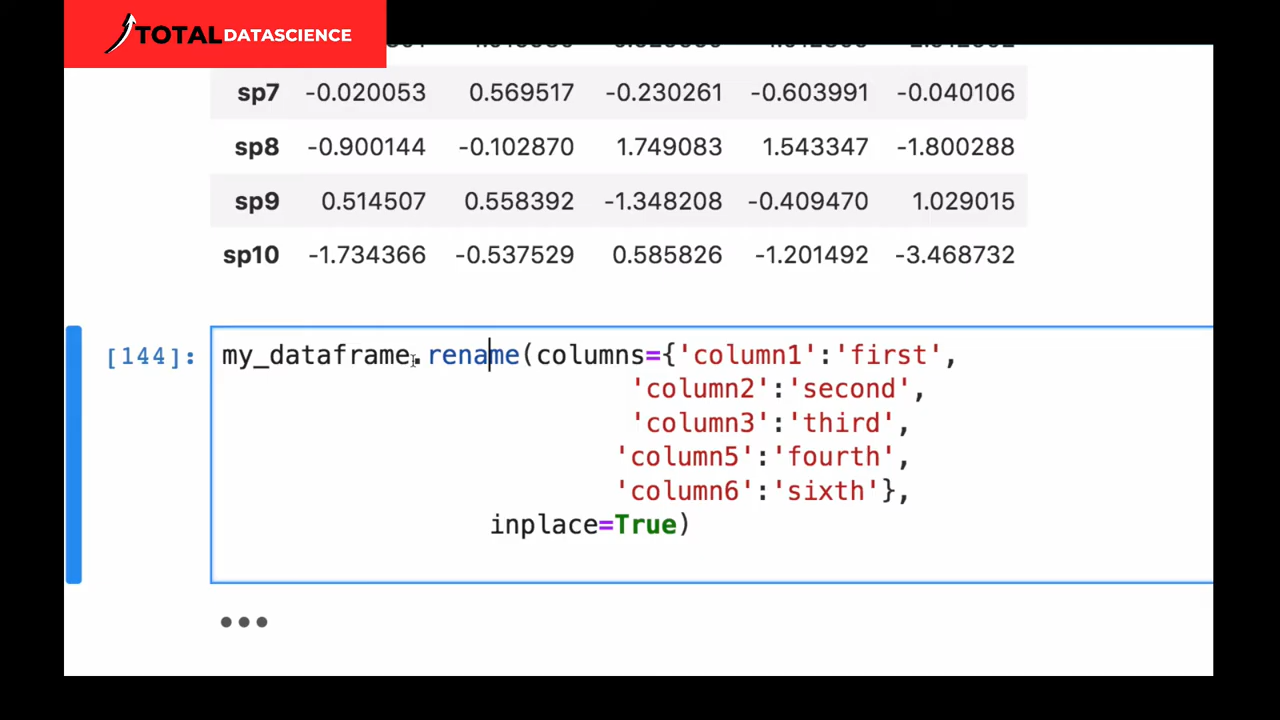 TOTAL DATASCIENCE
sp7 -0.020053 0.569517 -0.230261 -0.603991 -0.040106
sp8 -0.900144 -0.102870 1.749083 1.543347 -1.800288
sp9 0.514507 0.558392 -1.348208 -0.409470 1.029015
sp10 -1.734366 -0.537529 0.585826 -1.201492 -3.468732
[144]: my_dataframe.rename(columns={'column1':'first',
'column2':'second',
'column3':'third',
'column5':'fourth',
'column6':'sixth'},
inplace=True)